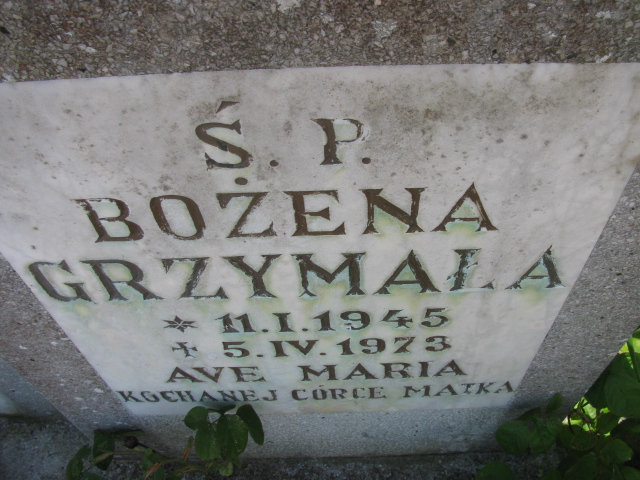 Ś. P.
BOŻENA
GRZYMAŁA
* 11.I.1945
✝ 5.IV.1973
AVE MARIA
KOCHANEJ CÓRCE MATKA